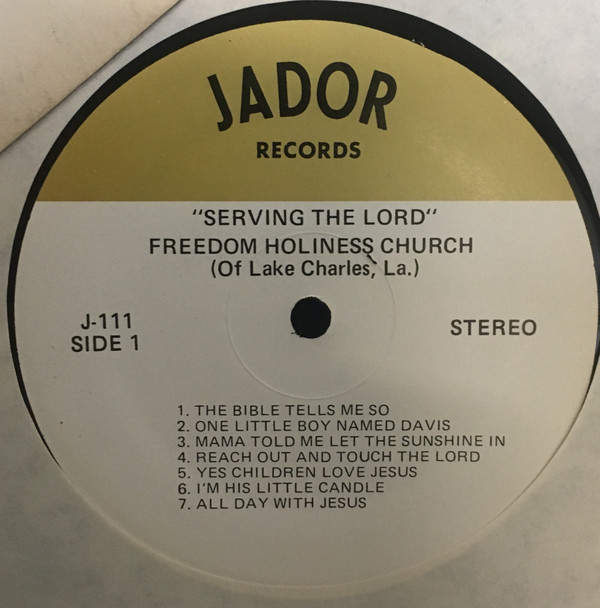 JADOR
RECORDS
"SERVING THE LORD"
FREEDOM HOLINESS CHURCH
(Of Lake Charles, La.)
J-111
SIDE 1
STEREO
1. THE BIBLE TELLS ME SO
2. ONE LITTLE BOY NAMED DAVIS
3. MAMA TOLD ME LET THE SUNSHINE IN
4. REACH OUT AND TOUCH THE LORD
5. YES CHILDREN LOVE JESUS
6. I'M HIS LITTLE CANDLE
7. ALL DAY WITH JESUS